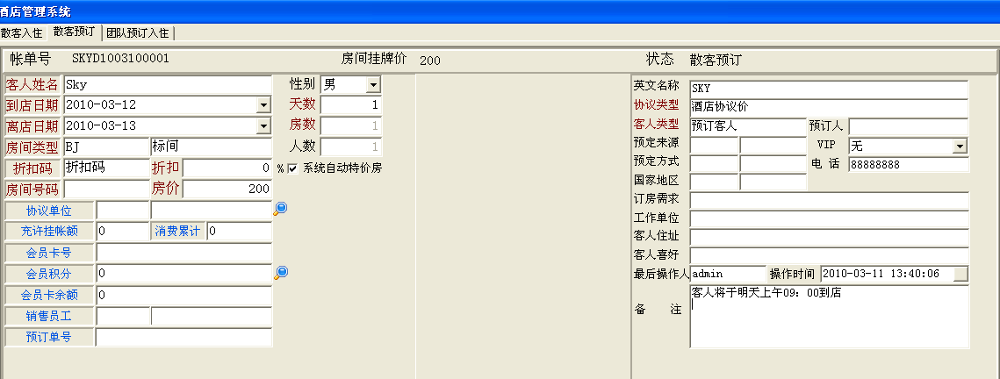 酒店管理系统
散客入住 散客预订 团队预订入住
帐单号 SKYD1003100001 房间挂牌价 200 状态 散客预订
客人姓名 Sky 性别 男 英文名称 SKY
到店日期 2010-03-12 天数 1 协议类型 酒店协议价
离店日期 2010-03-13 房数 1 客人类型 预订客人 预订人
房间类型 BJ 标间 人数 1 预定来源 VIP 无
折扣码 折扣码 折扣 0 % 系统自动特价房 预定方式 电 话 88888888
房间号码 房价 200 国家地区
协议单位 订房需求
充许挂帐额 0 消费累计 0 工作单位
会员卡号 客人住址
会员积分 0 客人喜好
会员卡余额 0 最后操作人 admin 操作时间 2010-03-11 13:40:06
销售员工 备 注 客人将于明天上午09：00到店
预订单号